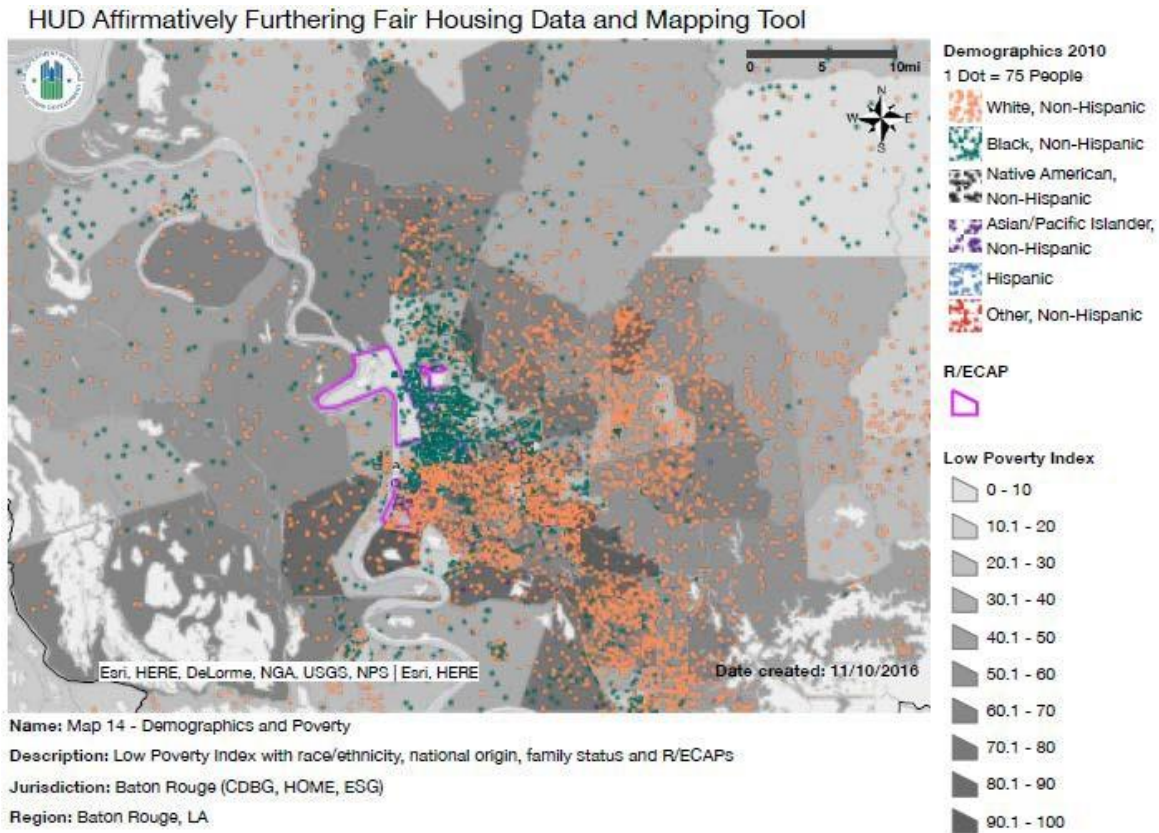 HUD Affirmatively Furthering Fair Housing Data and Mapping Tool
0 5 10mi
N
W E
S
Demographics 2010
1 Dot = 75 People
White, Non-Hispanic
Black, Non-Hispanic
Native American,
Non-Hispanic
Asian/Pacific Islander,
Non-Hispanic
Hispanic
Other, Non-Hispanic
R/ECAP
Low Poverty Index
0 - 10
10.1 - 20
20.1 - 30
30.1 - 40
40.1 - 50
50.1 - 60
60.1 - 70
70.1 - 80
80.1 - 90
90.1 - 100
Esri, HERE, DeLorme, NGA, USGS, NPS | Esri, HERE
Date created: 11/10/2016
Name: Map 14 - Demographics and Poverty
Description: Low Poverty Index with race/ethnicity, national origin, family status and R/ECAPs
Jurisdiction: Baton Rouge (CDBG, HOME, ESG)
Region: Baton Rouge, LA